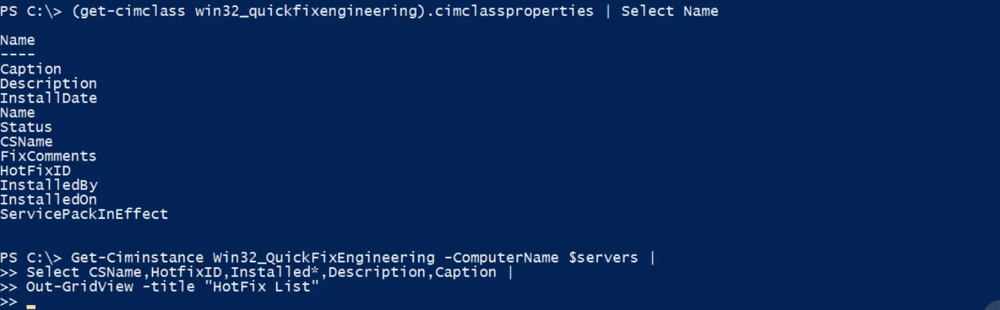 PS C:\> (get-cimclass win32_quickfixengineering).cimclassproperties | Select Name
Name
----
Caption
Description
InstallDate
Name
Status
CSName
FixComments
HotFixID
InstalledBy
InstalledOn
ServicePackInEffect
PS C:\> Get-Ciminstance Win32_QuickFixEngineering -ComputerName $servers |
>> Select CSName,HotfixID,Installed*,Description,Caption |
>> Out-GridView -title "HotFix List"
>>